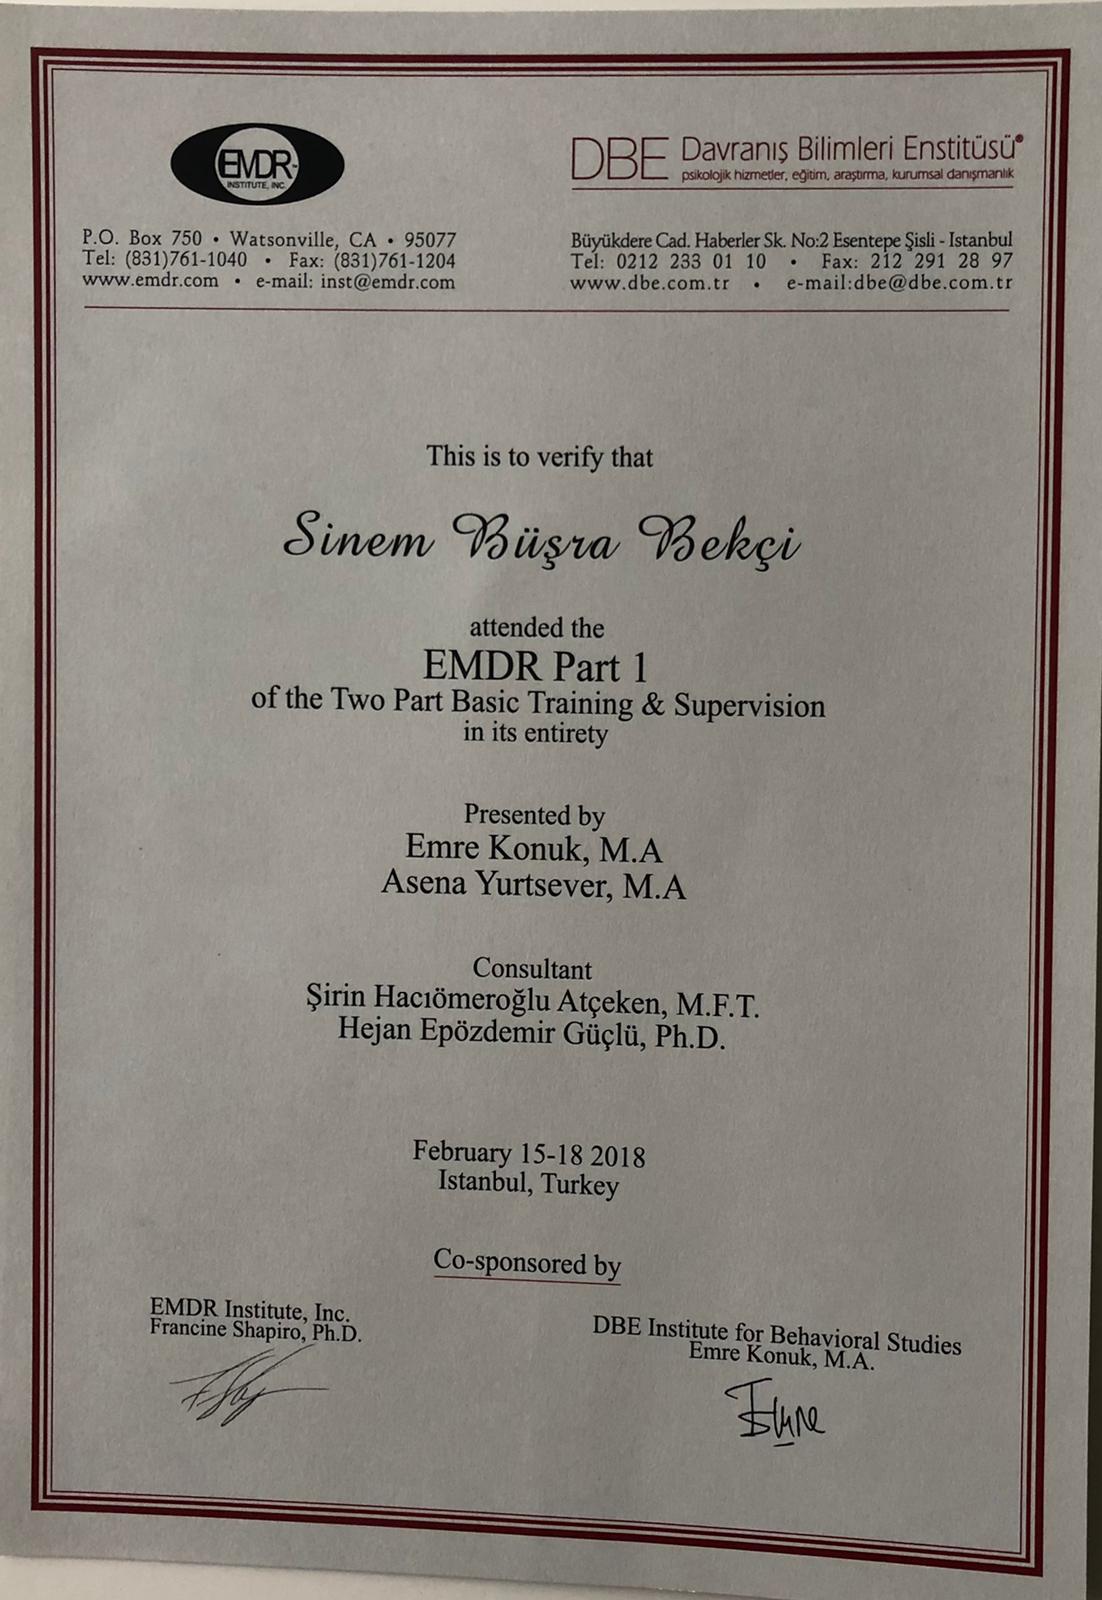 EMDR
INSTITUTE, INC.
P.O. Box 750 • Watsonville, CA • 95077
Tel: (831)761-1040 • Fax: (831)761-1204
www.emdr.com • e-mail: inst@emdr.com
DBE Davranış Bilimleri Enstitüsü®
psikolojik hizmetler, eğitim, araştırma, kurumsal danışmanlık
Büyükdere Cad. Haberler Sk. No:2 Esentepe Şisli - Istanbul
Tel: 0212 233 01 10 • Fax: 212 291 28 97
www.dbe.com.tr • e-mail:dbe@dbe.com.tr
This is to verify that
Sinem Büşra Bekçi
attended the
EMDR Part 1
of the Two Part Basic Training & Supervision
in its entirety
Presented by
Emre Konuk, M.A
Asena Yurtsever, M.A
Consultant
Şirin Hacıömeroğlu Atçeken, M.F.T.
Hejan Epözdemir Güçlü, Ph.D.
February 15-18 2018
Istanbul, Turkey
Co-sponsored by
EMDR Institute, Inc.
Francine Shapiro, Ph.D.
DBE Institute for Behavioral Studies
Emre Konuk, M.A.
Emre